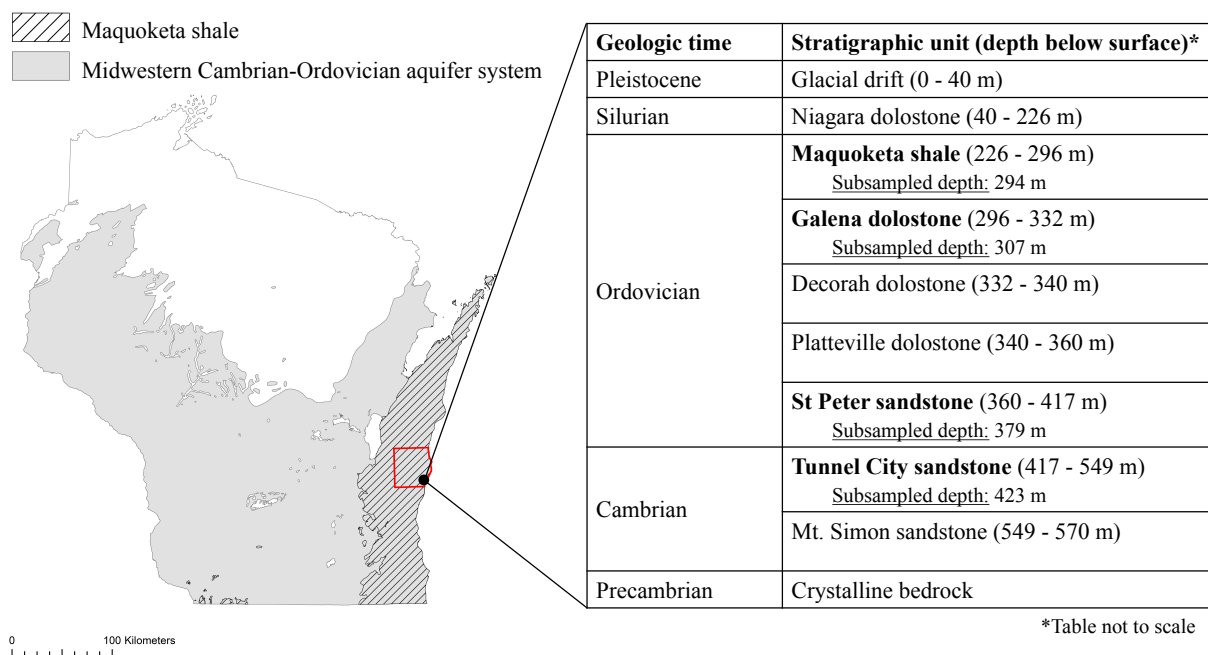 Maquoketa shale
Midwestern Cambrian-Ordovician aquifer system
Geologic time Stratigraphic unit (depth below surface)*
Pleistocene Glacial drift (0 - 40 m)
Silurian Niagara dolostone (40 - 226 m)
Ordovician
Maquoketa shale (226 - 296 m)
Subsampled depth: 294 m
Galena dolostone (296 - 332 m)
Subsampled depth: 307 m
Decorah dolostone (332 - 340 m)
Platteville dolostone (340 - 360 m)
St Peter sandstone (360 - 417 m)
Subsampled depth: 379 m
Cambrian
Tunnel City sandstone (417 - 549 m)
Subsampled depth: 423 m
Mt. Simon sandstone (549 - 570 m)
Precambrian Crystalline bedrock
*Table not to scale
0 100 Kilometers